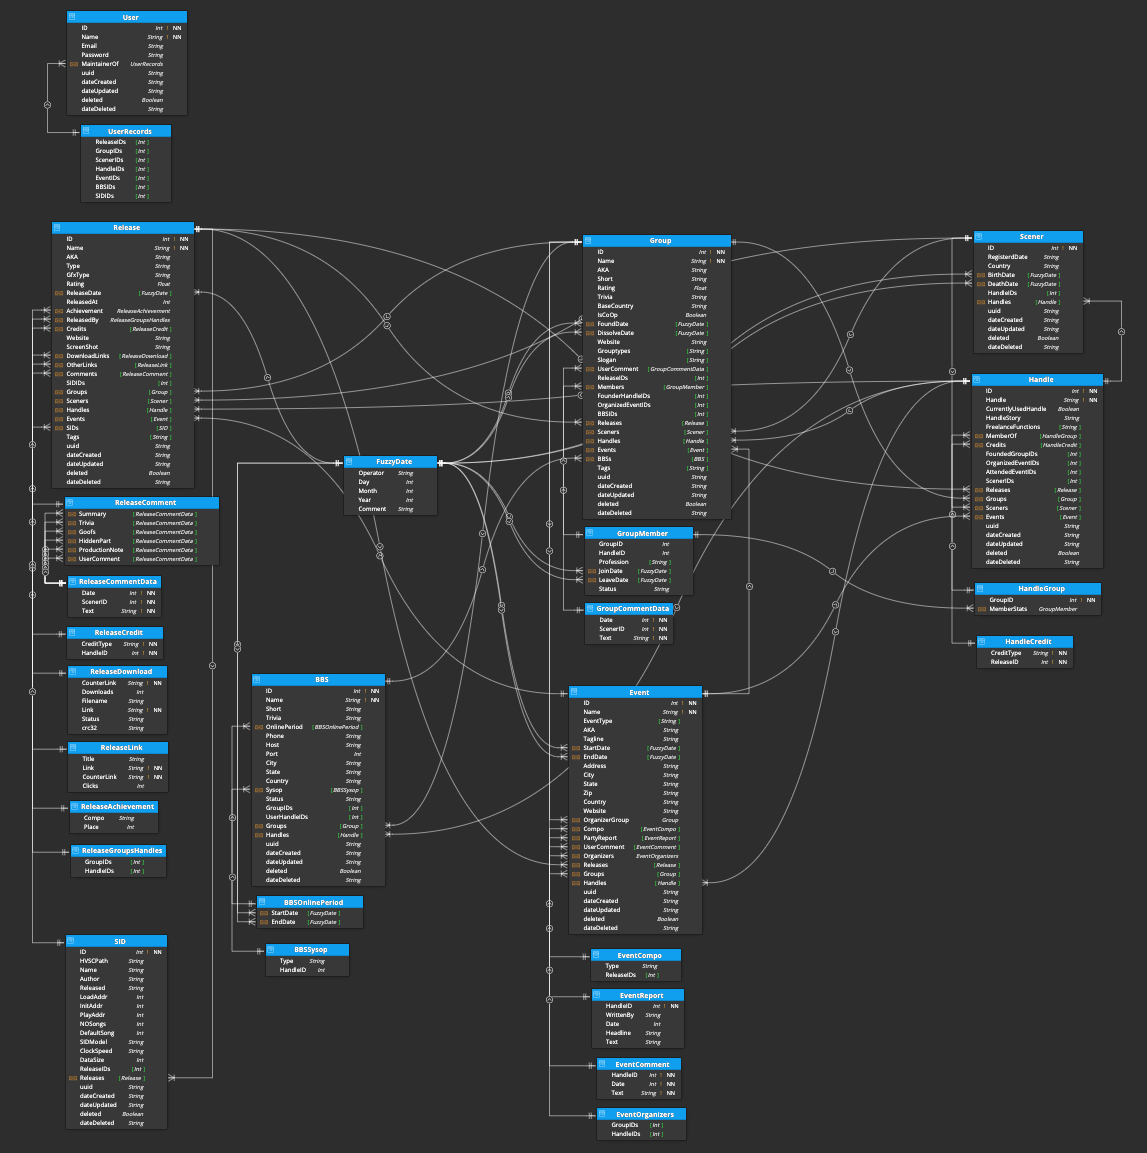 User
ID Int ! NN
Name String ! NN
Email String
Password String
MaintainerOf UserRecords
uuid String
dateCreated String
dateUpdated String
deleted Boolean
dateDeleted String
UserRecords
ReleaseIDs [ Int ]
GroupIDs [ Int ]
ScenerIDs [ Int ]
HandleIDs [ Int ]
EventIDs [ Int ]
BBSIDs [ Int ]
SIDIDs [ Int ]
Release
ID Int ! NN
Name String ! NN
AKA String
Type String
GfxType String
Rating Float
ReleaseDate [ FuzzyDate ]
ReleasedAt Int
Achievement ReleaseAchievement
ReleasedBy ReleaseGroupsHandles
Credits [ ReleaseCredit ]
Website String
ScreenShot String
DownloadLinks [ ReleaseDownload ]
OtherLinks [ ReleaseLink ]
Comments [ ReleaseComment ]
SIDIDs [ Int ]
Groups [ Group ]
Sceners [ Scener ]
Handles [ Handle ]
Events [ Event ]
SIDs [ SID ]
Tags [ String ]
uuid String
dateCreated String
dateUpdated String
deleted Boolean
dateDeleted String
ReleaseComment
Summary [ ReleaseCommentData ]
Trivia [ ReleaseCommentData ]
Goofs [ ReleaseCommentData ]
HiddenPart [ ReleaseCommentData ]
ProductionNote [ ReleaseCommentData ]
UserComment [ ReleaseCommentData ]
ReleaseCommentData
Date Int ! NN
ScenerID Int ! NN
Text String ! NN
ReleaseCredit
CreditType String ! NN
HandleID Int ! NN
ReleaseDownload
CounterLink String ! NN
Downloads Int
Filename String
Link String ! NN
Status String
crc32 String
ReleaseLink
Title String
Link String ! NN
CounterLink String ! NN
Clicks Int
ReleaseAchievement
Compo String
Place Int
ReleaseGroupsHandles
GroupIDs [ Int ]
HandleIDs [ Int ]
SID
ID Int ! NN
HVSCPath String
Name String
Author String
Released String
LoadAddr Int
InitAddr Int
PlayAddr Int
NOSongs Int
DefaultSong Int
SIDModel String
ClockSpeed String
DataSize Int
ReleaseIDs [ Int ]
Releases [ Release ]
uuid String
dateCreated String
dateUpdated String
deleted Boolean
dateDeleted String
FuzzyDate
Operator String
Day Int
Month Int
Year Int
Comment String
BBS
ID Int ! NN
Name String ! NN
Short String
Trivia String
OnlinePeriod [ BBSOnlinePeriod ]
Phone String
Host String
Port Int
City String
State String
Country String
Sysop [ BBSSysop ]
Status String
GroupIDs [ Int ]
UserHandleIDs [ Int ]
Groups [ Group ]
Handles [ Handle ]
uuid String
dateCreated String
dateUpdated String
deleted Boolean
dateDeleted String
BBSOnlinePeriod
StartDate [ FuzzyDate ]
EndDate [ FuzzyDate ]
BBSSysop
Type String
HandleID Int
Group
ID Int ! NN
Name String ! NN
AKA String
Short String
Rating Float
Trivia String
BaseCountry String
IsCoOp Boolean
FoundDate [ FuzzyDate ]
DissolveDate [ FuzzyDate ]
Website String
Grouptypes [ String ]
Slogan [ String ]
UserComment [ GroupCommentData ]
ReleaseIDs [ Int ]
Members [ GroupMember ]
FounderHandleIDs [ Int ]
OrganizedEventIDs [ Int ]
BBSIDs [ Int ]
Releases [ Release ]
Sceners [ Scener ]
Handles [ Handle ]
Events [ Event ]
BBSs [ BBS ]
Tags [ String ]
uuid String
dateCreated String
dateUpdated String
deleted Boolean
dateDeleted String
GroupMember
GroupID Int
HandleID Int
Profession [ String ]
JoinDate [ FuzzyDate ]
LeaveDate [ FuzzyDate ]
Status String
GroupCommentData
Date Int ! NN
ScenerID Int ! NN
Text String ! NN
Event
ID Int ! NN
Name String ! NN
EventType [ String ]
AKA String
Tagline String
StartDate [ FuzzyDate ]
EndDate [ FuzzyDate ]
Address String
City String
State String
Zip String
Country String
Website String
OrganizerGroup Group
Compo [ EventCompo ]
PartyReport [ EventReport ]
UserComment [ EventComment ]
Organizers EventOrganizers
Releases [ Release ]
Groups [ Group ]
Handles [ Handle ]
uuid String
dateCreated String
dateUpdated String
deleted Boolean
dateDeleted String
EventCompo
Type String
ReleaseIDs [ Int ]
EventReport
HandleID Int ! NN
WrittenBy String
Date Int
Headline String
Text String
EventComment
HandleID Int ! NN
Date Int ! NN
Text String ! NN
EventOrganizers
GroupIDs [ Int ]
HandleIDs [ Int ]
Scener
ID Int ! NN
RegisterdDate String
Country String
BirthDate [ FuzzyDate ]
DeathDate [ FuzzyDate ]
HandleIDs [ Int ]
Handles [ Handle ]
uuid String
dateCreated String
dateUpdated String
deleted Boolean
dateDeleted String
Handle
ID Int ! NN
Handle String ! NN
CurrentlyUsedHandle Boolean
HandleStory String
FreelanceFunctions [ String ]
MemberOf [ HandleGroup ]
Credits [ HandleCredit ]
FoundedGroupIDs [ Int ]
OrganizedEventIDs [ Int ]
AttendedEventIDs [ Int ]
ScenerIDs [ Int ]
Releases [ Release ]
Groups [ Group ]
Sceners [ Scener ]
Events [ Event ]
uuid String
dateCreated String
dateUpdated String
deleted Boolean
dateDeleted String
HandleGroup
GroupID Int ! NN
MemberStats GroupMember
HandleCredit
CreditType String ! NN
ReleaseID Int ! NN